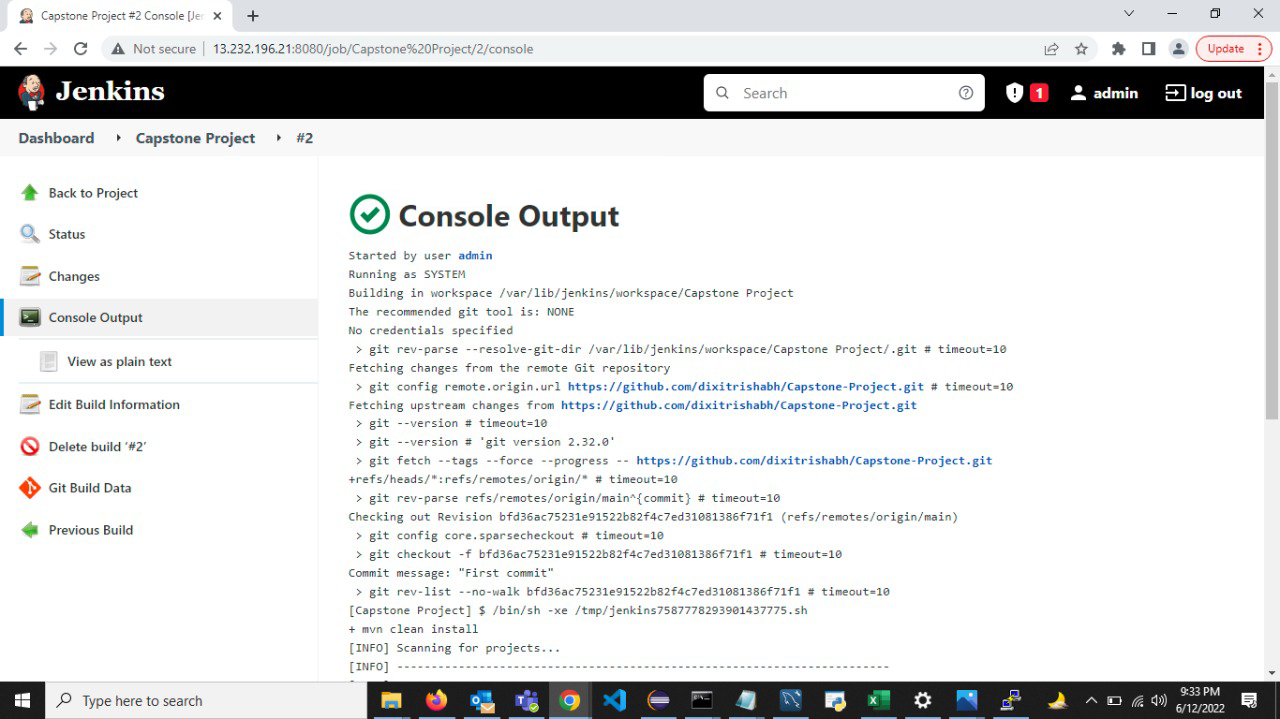 Capstone Project #2 Console [Jer
Not secure
13.232.196.21:8080/job/Capstone%20Project/2/console
Update
Jenkins
Search
1
admin
log out
Dashboard
Capstone Project
#2
Back to Project
Status
Changes
Console Output
View as plain text
Edit Build Information
Delete build '#2'
Git Build Data
Previous Build
Console Output
Started by user admin
Running as SYSTEM
Building in workspace /var/lib/jenkins/workspace/Capstone Project
The recommended git tool is: NONE
No credentials specified
> git rev-parse --resolve-git-dir /var/lib/jenkins/workspace/Capstone Project/.git # timeout=10
Fetching changes from the remote Git repository
> git config remote.origin.url https://github.com/dixitrishabh/Capstone-Project.git # timeout=10
Fetching upstream changes from https://github.com/dixitrishabh/Capstone-Project.git
> git --version # timeout=10
> git --version # 'git version 2.32.0'
> git fetch --tags --force --progress -- https://github.com/dixitrishabh/Capstone-Project.git
+refs/heads/*:refs/remotes/origin/* # timeout=10
> git rev-parse refs/remotes/origin/main^{commit} # timeout=10
Checking out Revision bfd36ac75231e91522b82f4c7ed31081386f71f1 (refs/remotes/origin/main)
> git config core.sparsecheckout # timeout=10
> git checkout -f bfd36ac75231e91522b82f4c7ed31081386f71f1 # timeout=10
Commit message: "First commit"
> git rev-list --no-walk bfd36ac75231e91522b82f4c7ed31081386f71f1 # timeout=10
[Capstone Project] $ /bin/sh -xe /tmp/jenkins7587778293901437775.sh
+ mvn clean install
[INFO] Scanning for projects...
[INFO] ------------------------------------------------------------------------
Type here to search
9:33 PM
6/12/2022